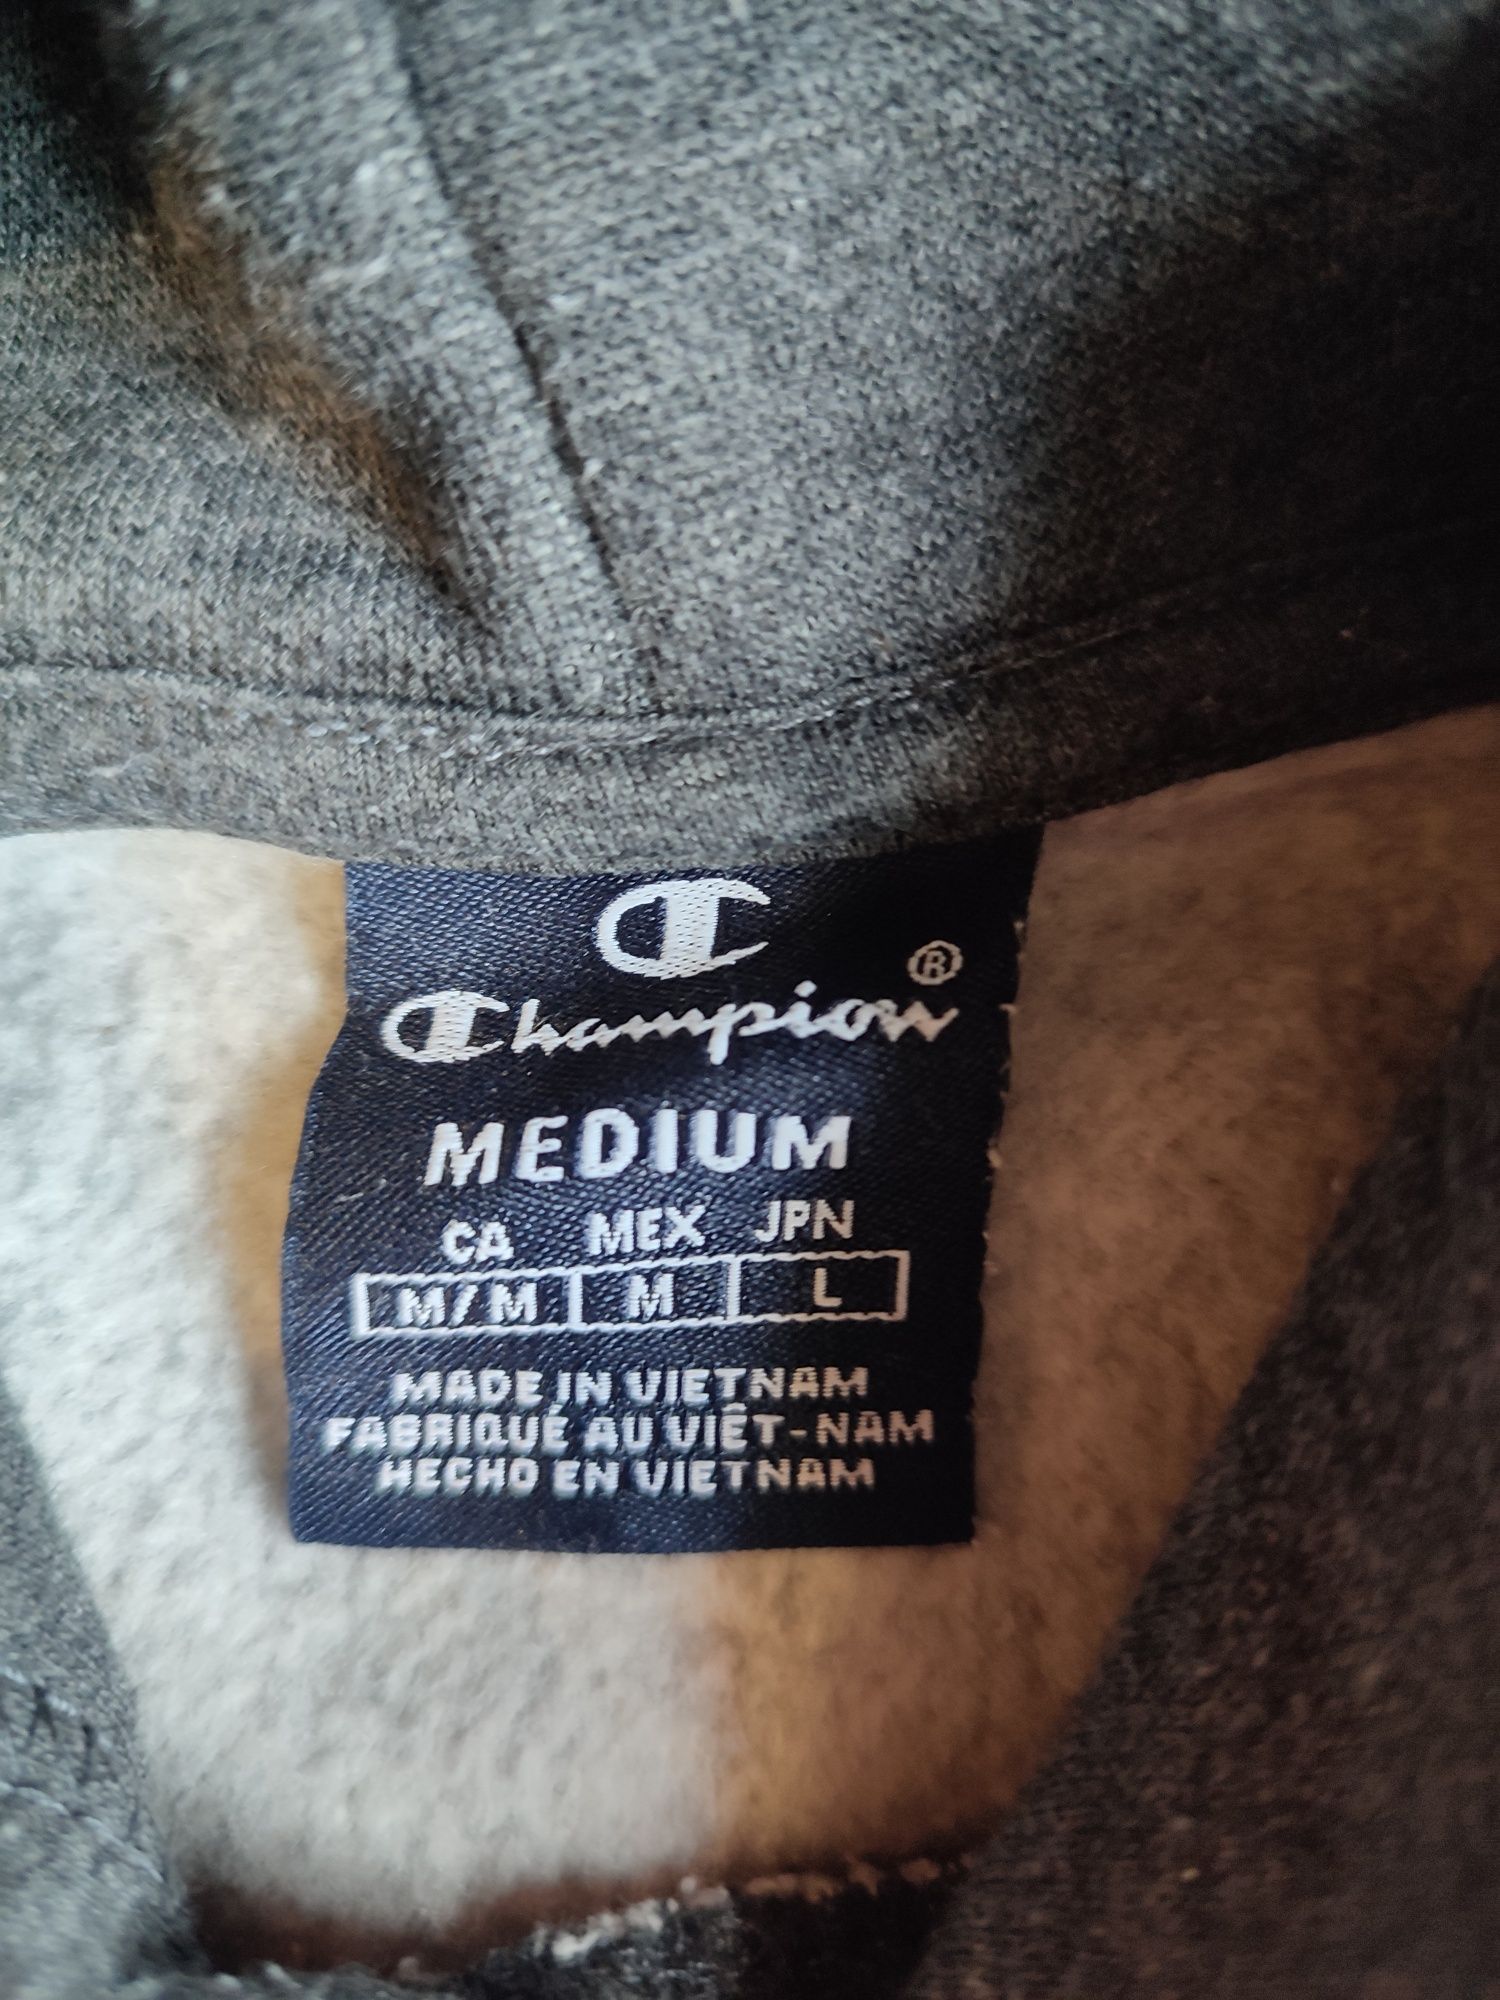 C
Champion®
MEDIUM
CA MEX JPN
M/M M L
MADE IN VIETNAM
FABRIQUÉ AU VIÊT-NAM
HECHO EN VIETNAM